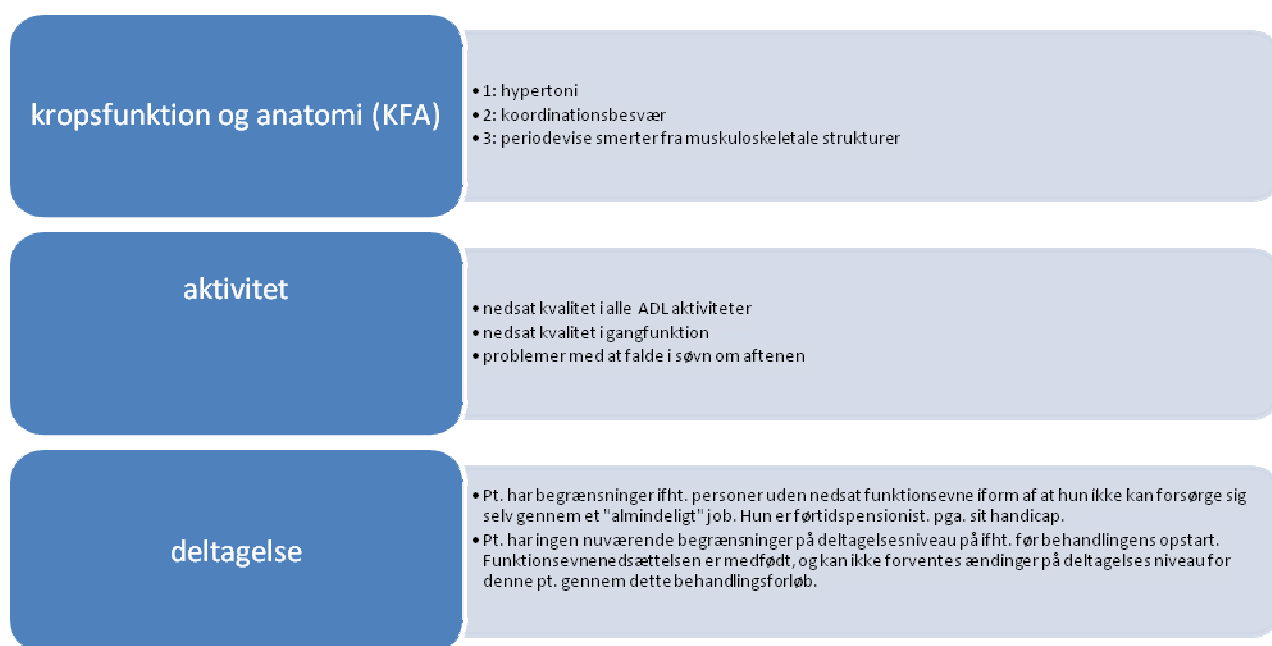 kropsfunktion og anatomi (KFA)
• 1: hypertoni
• 2: koordinationsbesvær
• 3: periodevise smerter fra muskuloskeletale strukturer
aktivitet
• nedsat kvalitet i alle ADL aktiviteter
• nedsat kvalitet i gangfunktion
• problemer med at falde i søvn om aftenen
deltagelse
• Pt. har begrænsninger ifht. personer uden nedsat funktionsevne iform af at hun ikke kan forsørge sig
selv gennem et "almindeligt" job. Hun er førtidspensionist. pga. sit handicap.
• Pt. har ingen nuværende begrænsninger på deltagelsesniveau på ifht. før behandlingens opstart.
Funktionsevnenedsættelsen er medfødt, og kan ikke forventes ændinger på deltagelses niveau for
denne pt. gennem dette behandlingsforløb.